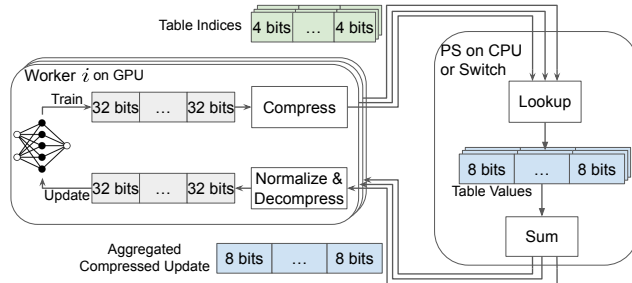 Table Indices
4 bits … 4 bits
PS on CPU
or Switch
Worker i on GPU
Train
32 bits … 32 bits
Compress
Lookup
8 bits … 8 bits
Table Values
Update
32 bits … 32 bits
Normalize &
Decompress
Sum
Aggregated
Compressed Update
8 bits … 8 bits